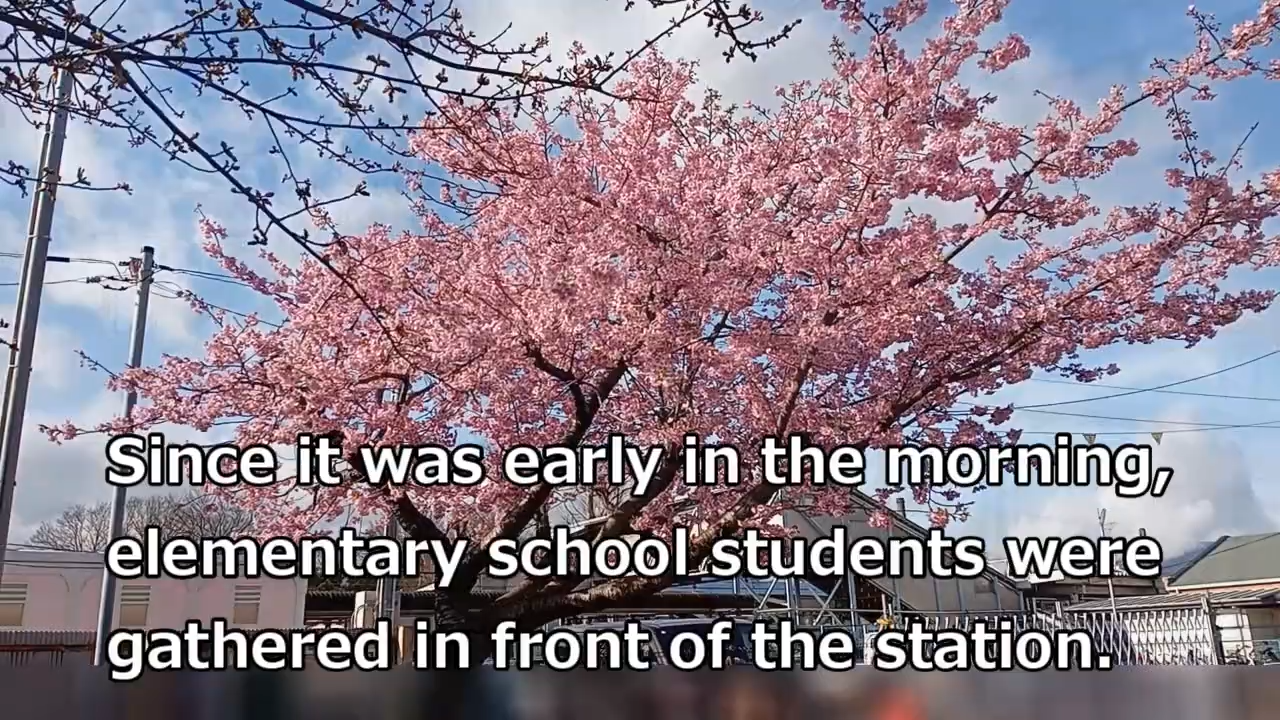 Since it was early in the morning,
elementary school students were
gathered in front of the station.